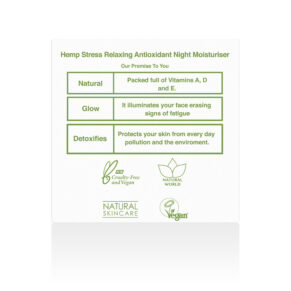 Hemp Stress Relaxing Antioxidant Night Moisturiser
Our Promise To You
Natural
Packed full of Vitamins A, D
and E.
Glow
It illuminates your face erasing
signs of fatigue
Detoxifies
Protects your skin from every day
pollution and the enviroment.
Cruelty-Free
and Vegan
NATURAL
WORLD
NATURAL
SKINCARE
Vegan